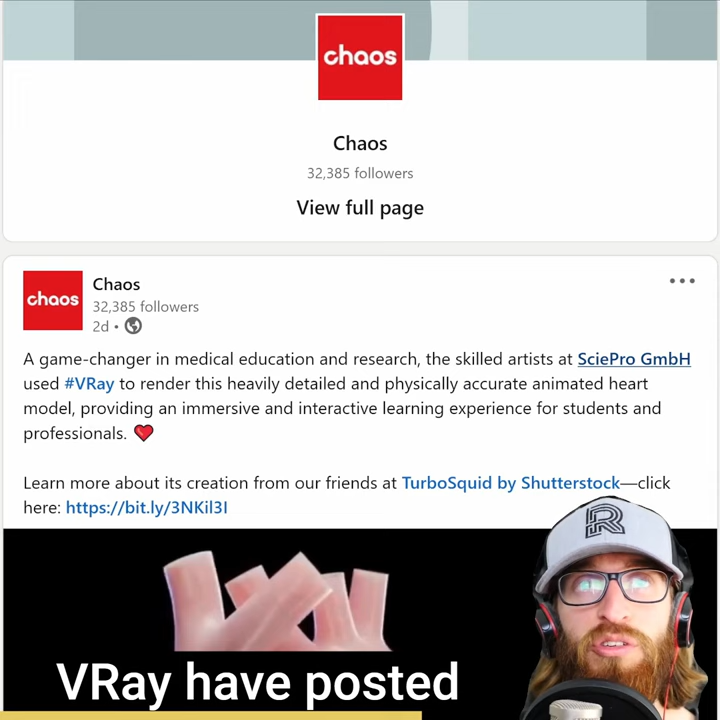 chaos
Chaos
32,385 followers
View full page
chaos
Chaos
32,385 followers
2d •
A game-changer in medical education and research, the skilled artists at SciePro GmbH
used #VRay to render this heavily detailed and physically accurate animated heart
model, providing an immersive and interactive learning experience for students and
professionals. ❤️
Learn more about its creation from our friends at TurboSquid by Shutterstock—click
here: https://bit.ly/3NKil3I
R
VRay have posted